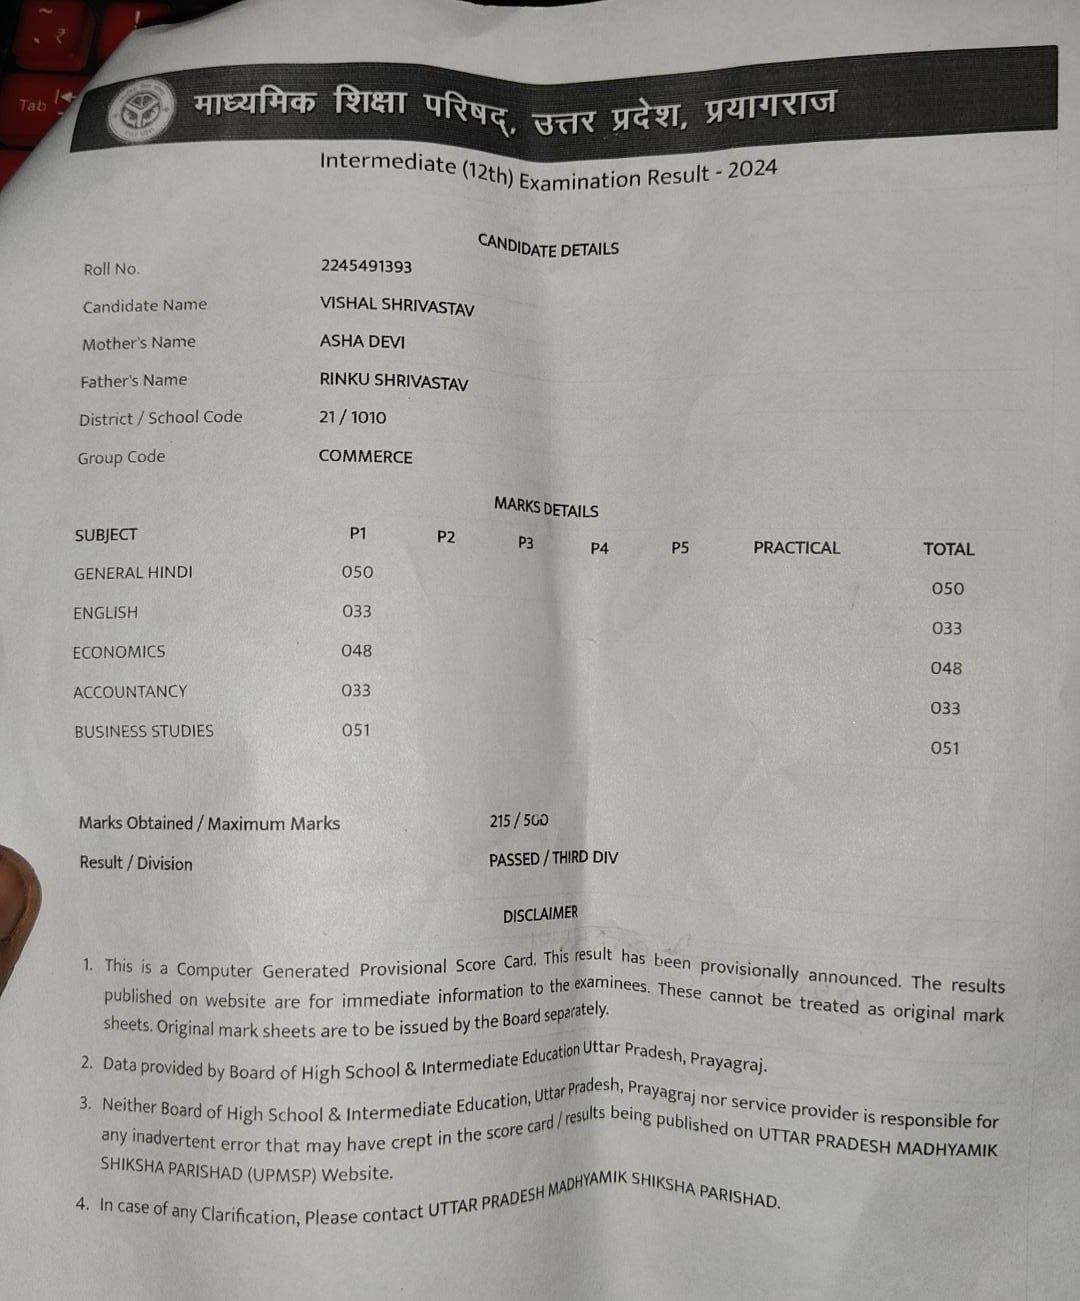 माध्यमिक शिक्षा परिषद्, उत्तर प्रदेश, प्रयागराज
Intermediate (12th) Examination Result - 2024
CANDIDATE DETAILS
Roll No. 2245491393
Candidate Name VISHAL SHRIVASTAV
Mother's Name ASHA DEVI
Father's Name RINKU SHRIVASTAV
District / School Code 21 / 1010
Group Code COMMERCE
MARKS DETAILS
SUBJECT P1 P2 P3 P4 P5 PRACTICAL TOTAL
GENERAL HINDI 050 050
ENGLISH 033 033
ECONOMICS 048 048
ACCOUNTANCY 033 033
BUSINESS STUDIES 051 051
Marks Obtained / Maximum Marks 215 / 500
Result / Division PASSED / THIRD DIV
DISCLAIMER
1. This is a Computer Generated Provisional Score Card. This result has been provisionally announced. The results
published on website are for immediate information to the examinees. These cannot be treated as original mark
sheets. Original mark sheets are to be issued by the Board separately.
2. Data provided by Board of High School & Intermediate Education Uttar Pradesh, Prayagraj.
3. Neither Board of High School & Intermediate Education, Uttar Pradesh, Prayagraj nor service provider is responsible for
any inadvertent error that may have crept in the score card / results being published on UTTAR PRADESH MADHYAMIK
SHIKSHA PARISHAD (UPMSP) Website.
4. In case of any Clarification, Please contact UTTAR PRADESH MADHYAMIK SHIKSHA PARISHAD.
Tab
~
₹
!